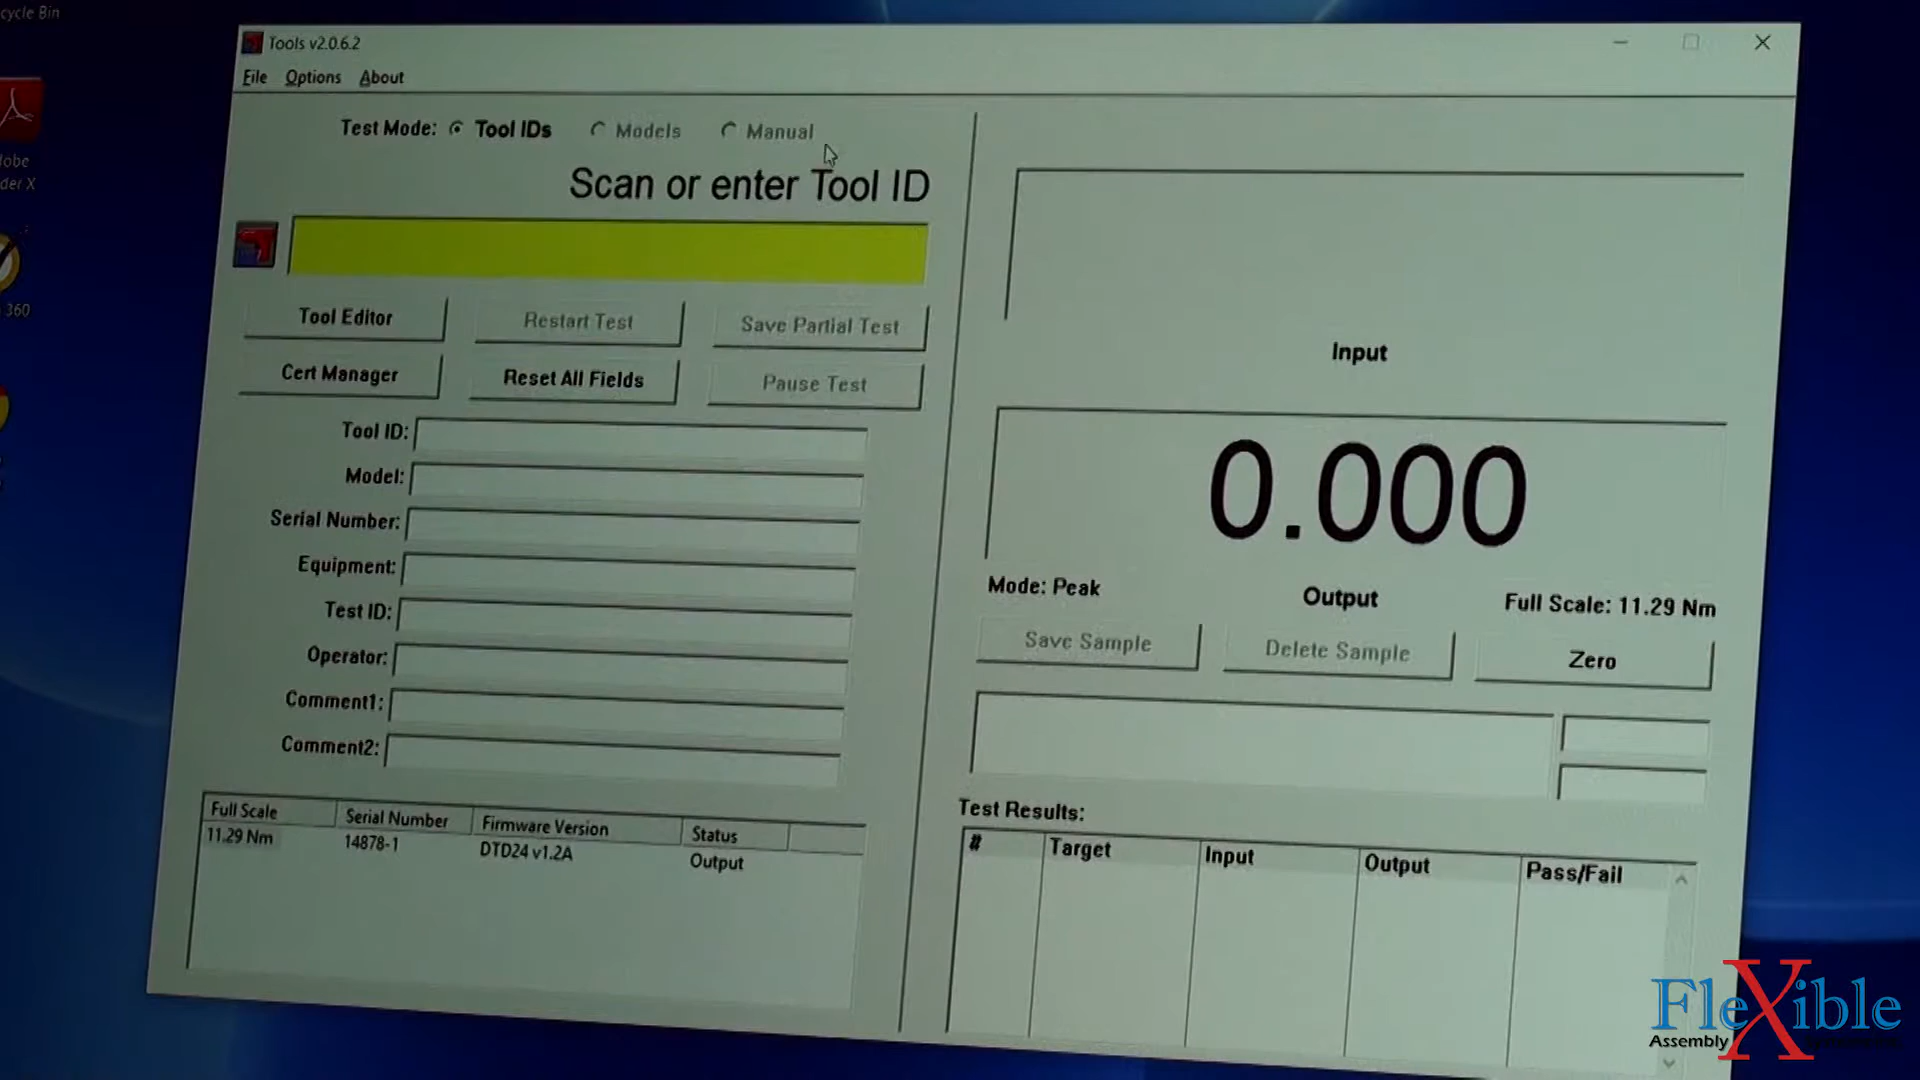 cycle Bin
Tools v2.0.6.2
File Options About
Test Mode: Tool IDs Models Manual
Scan or enter Tool ID
dobe
der X
360
Tool Editor Restart Test Save Partial Test
Cert Manager Reset All Fields Pause Test
Tool ID:
Model:
Serial Number:
Equipment:
Test ID:
Operator:
Comment1:
Comment2:
Full Scale Serial Number Firmware Version Status
11.29 Nm 14878-1 DTD24 v1.2A Output
Input
0.000
Mode: Peak Output Full Scale: 11.29 Nm
Save Sample Delete Sample Zero
Test Results:
# Target Input Output Pass/Fail
FleXible
Assembly